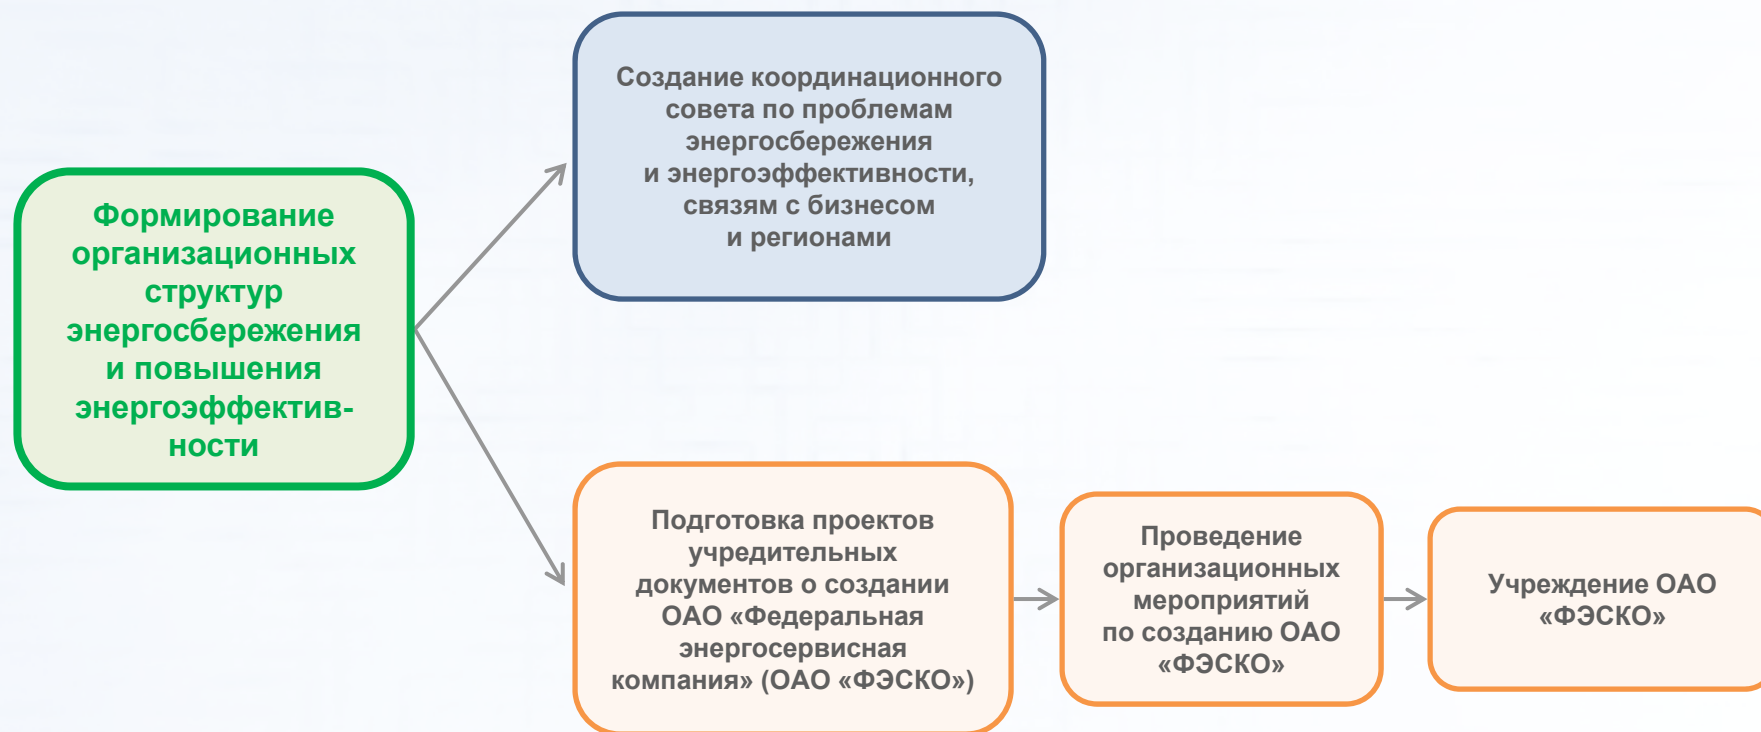 Формирование
организационных
структур
энергосбережения
и повышения
энергоэффектив-
ности
Создание координационного
совета по проблемам
энергосбережения
и энергоэффективности,
связям с бизнесом
и регионами
Подготовка проектов
учредительных
документов о создании
ОАО «Федеральная
энергосервисная
компания» (ОАО «ФЭСКО»)
Проведение
организационных
мероприятий
по созданию ОАО
«ФЭСКО»
Учреждение ОАО
«ФЭСКО»